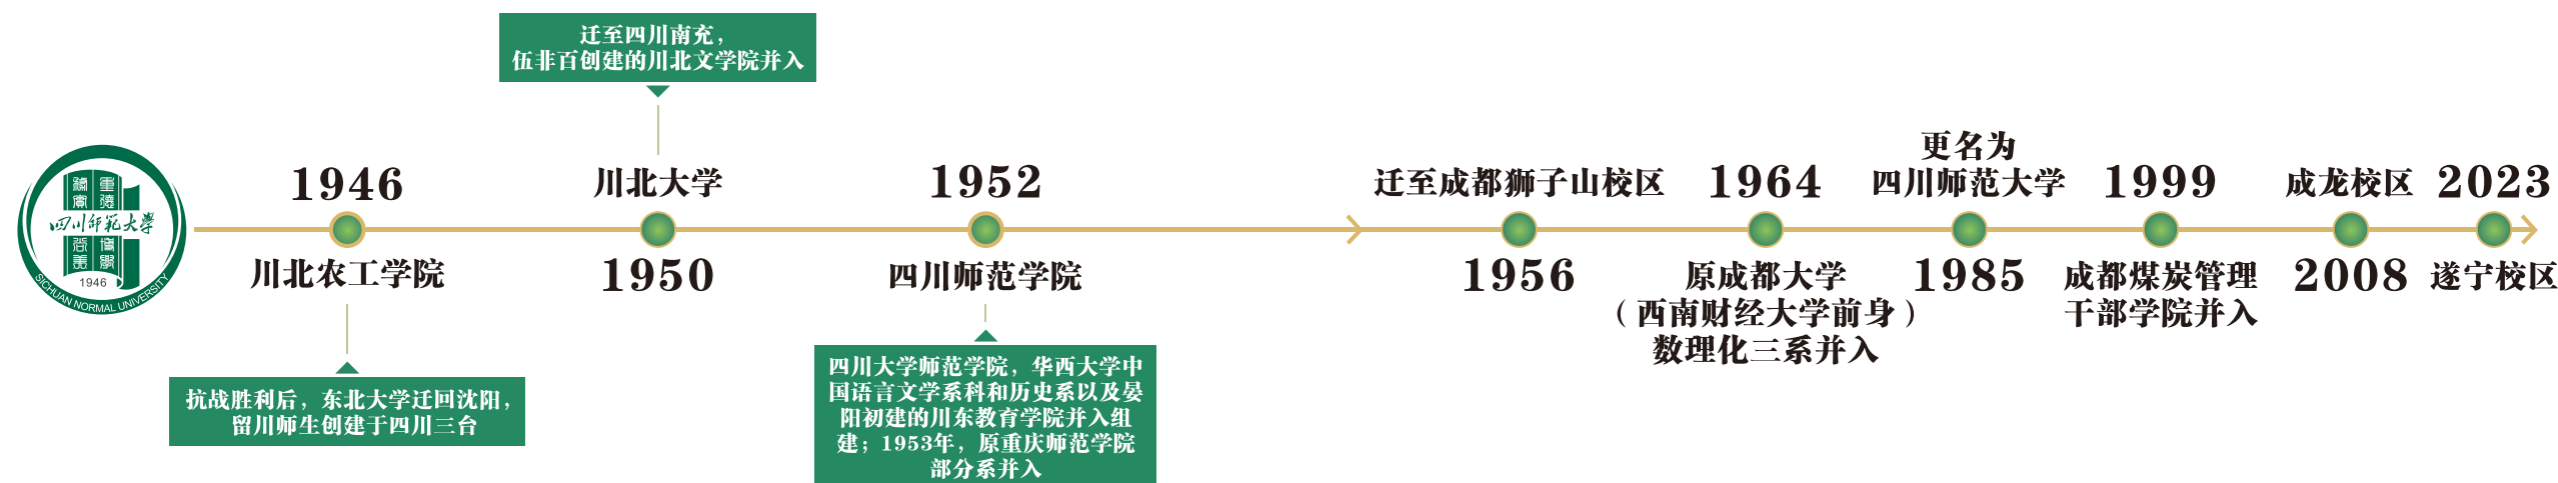 重德
博學
務實
尚美
四川师范大学
1946
SICHUAN NORMAL UNIVERSITY
1946
川北农工学院
抗战胜利后，东北大学迁回沈阳，
留川师生创建于四川三台
迁至四川南充，
伍非百创建的川北文学院并入
川北大学
1950
1952
四川师范学院
四川大学师范学院，华西大学中
国语言文学系科和历史系以及晏
阳初建的川东教育学院并入组
建；1953年，原重庆师范学院
部分系并入
迁至成都狮子山校区
1956
1964
原成都大学
（西南财经大学前身）
数理化三系并入
更名为
四川师范大学
1985
1999
成都煤炭管理
干部学院并入
成龙校区
2008
2023
遂宁校区